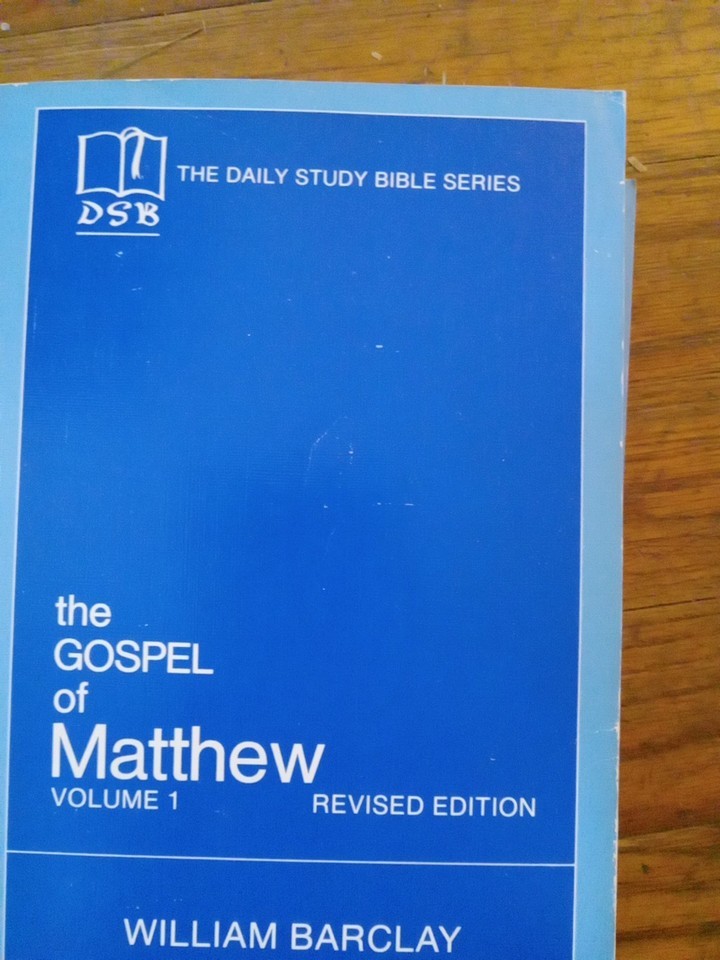 THE DAILY STUDY BIBLE SERIES
DSB
the
GOSPEL
of
Matthew
VOLUME 1 REVISED EDITION
WILLIAM BARCLAY